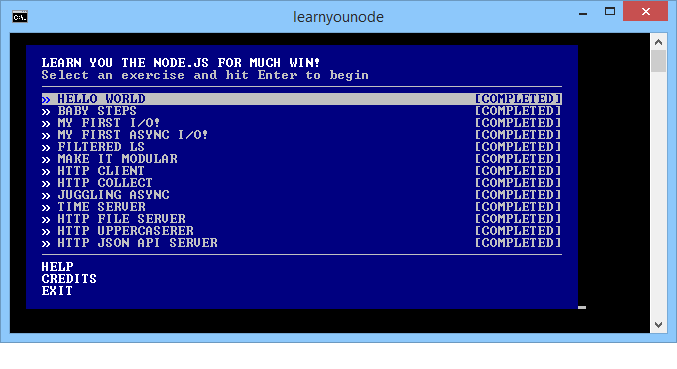 learnyounode
C:\.
LEARN YOU THE NODE.JS FOR MUCH WIN!
Select an exercise and hit Enter to begin
» HELLO WORLD [COMPLETED]
» BABY STEPS [COMPLETED]
» MY FIRST I/O! [COMPLETED]
» MY FIRST ASYNC I/O! [COMPLETED]
» FILTERED LS [COMPLETED]
» MAKE IT MODULAR [COMPLETED]
» HTTP CLIENT [COMPLETED]
» HTTP COLLECT [COMPLETED]
» JUGGLING ASYNC [COMPLETED]
» TIME SERVER [COMPLETED]
» HTTP FILE SERVER [COMPLETED]
» HTTP UPPERCASERER [COMPLETED]
» HTTP JSON API SERVER [COMPLETED]
HELP
CREDITS
EXIT